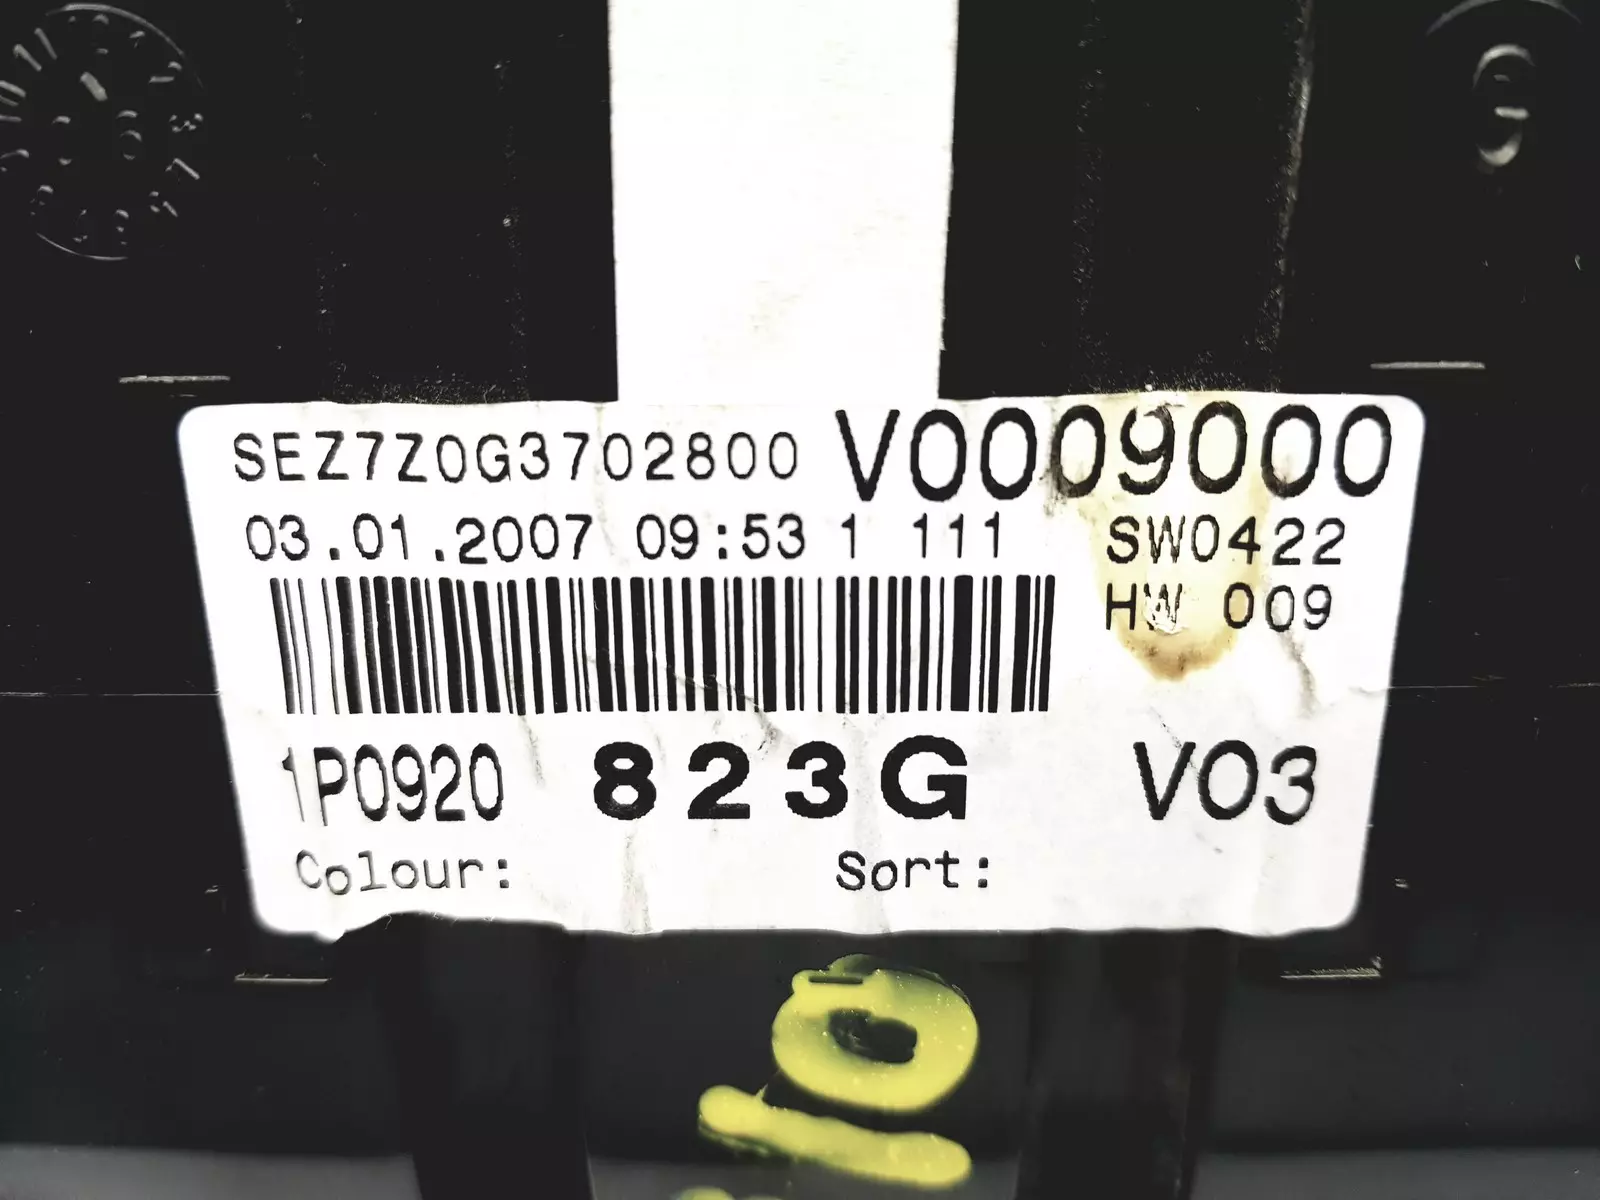 SEZ7Z0G3702800 V0009000
03.01.2007 09:53 1 111 SW0422
HW 009
1P0920 823G V03
Colour: Sort: